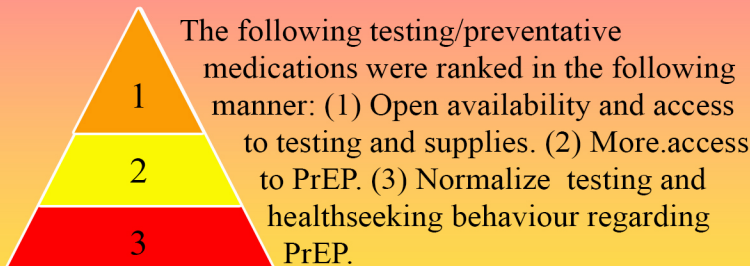 The following testing/preventative
medications were ranked in the following
manner: (1) Open availability and access
to testing and supplies. (2) More.access
to PrEP. (3) Normalize  testing and
healthseeking behaviour regarding
PrEP.
1
2
3